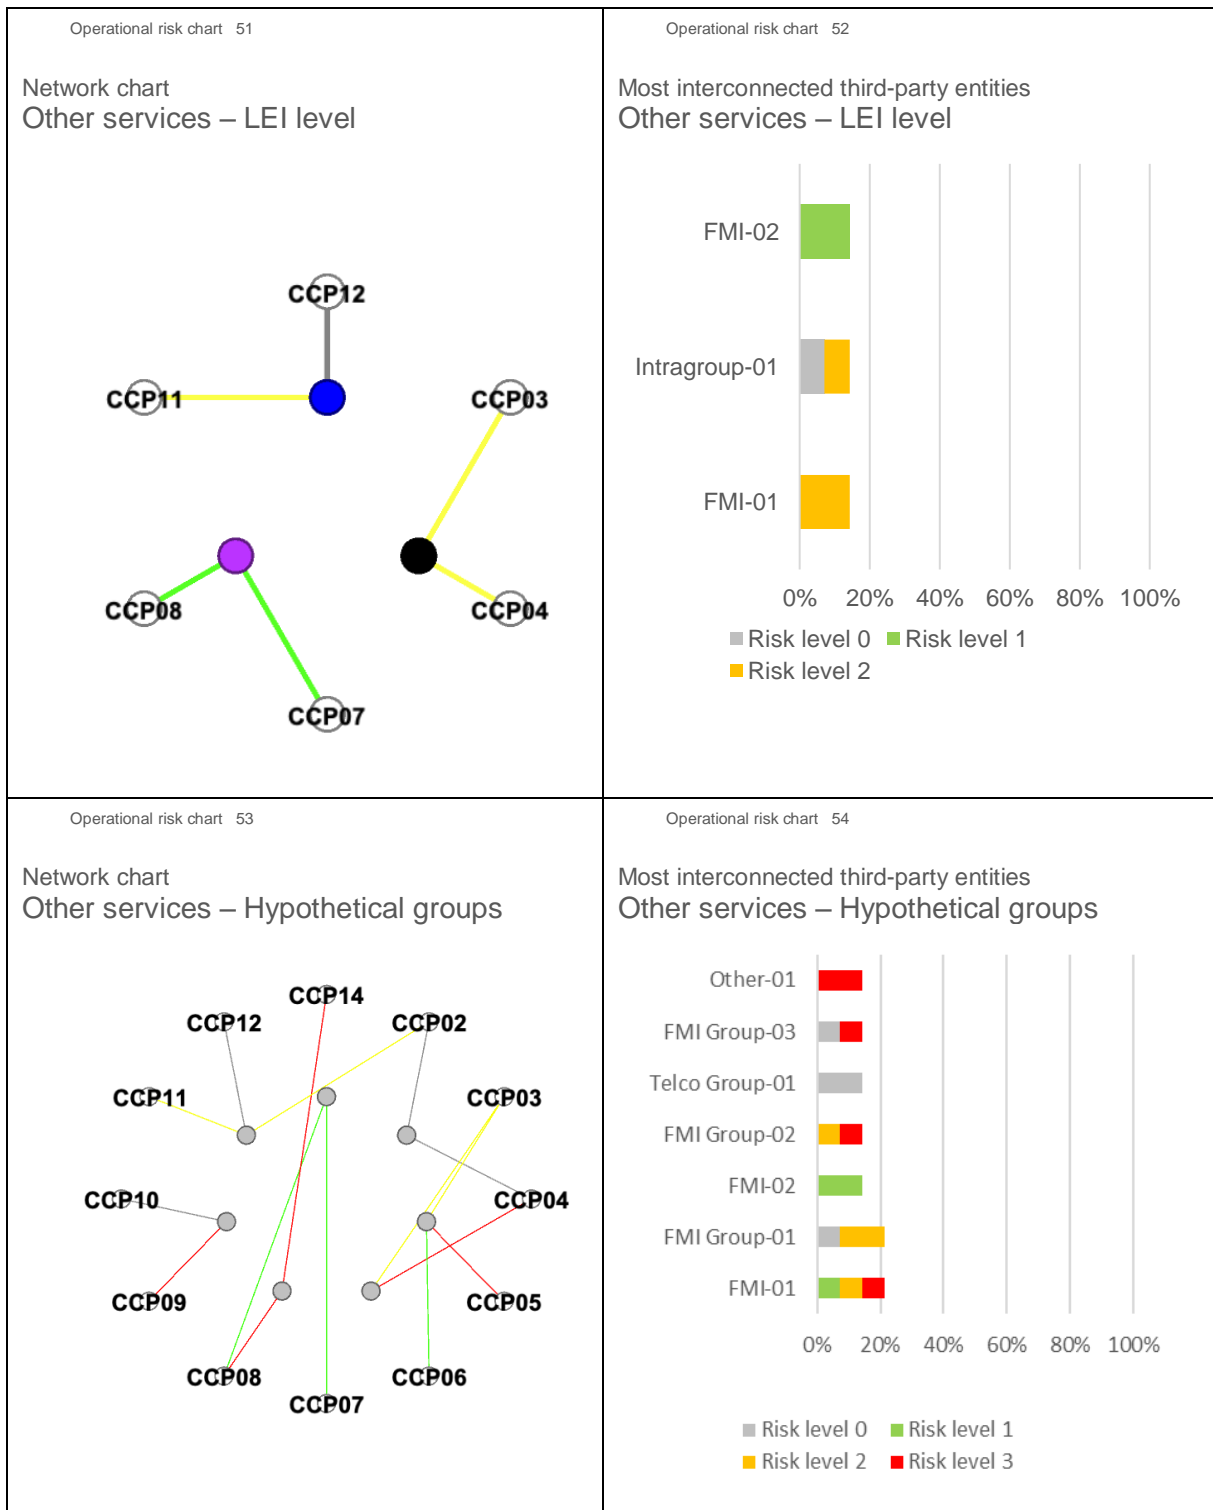 Operational risk chart 51
Network chart
Other services – LEI level
CCP12
CCP11
CCP03
CCP08
CCP04
CCP07
Operational risk chart 52
Most interconnected third-party entities
Other services – LEI level
FMI-02
Intragroup-01
FMI-01
0% 20% 40% 60% 80% 100%
Risk level 0 Risk level 1
Risk level 2
Operational risk chart 53
Network chart
Other services – Hypothetical groups
CCP14
CCP12 CCP02
CCP11 CCP03
CCP10 CCP04
CCP09 CCP05
CCP08 CCP06
CCP07
Operational risk chart 54
Most interconnected third-party entities
Other services – Hypothetical groups
Other-01
FMI Group-03
Telco Group-01
FMI Group-02
FMI-02
FMI Group-01
FMI-01
0% 20% 40% 60% 80% 100%
Risk level 0 Risk level 1
Risk level 2 Risk level 3